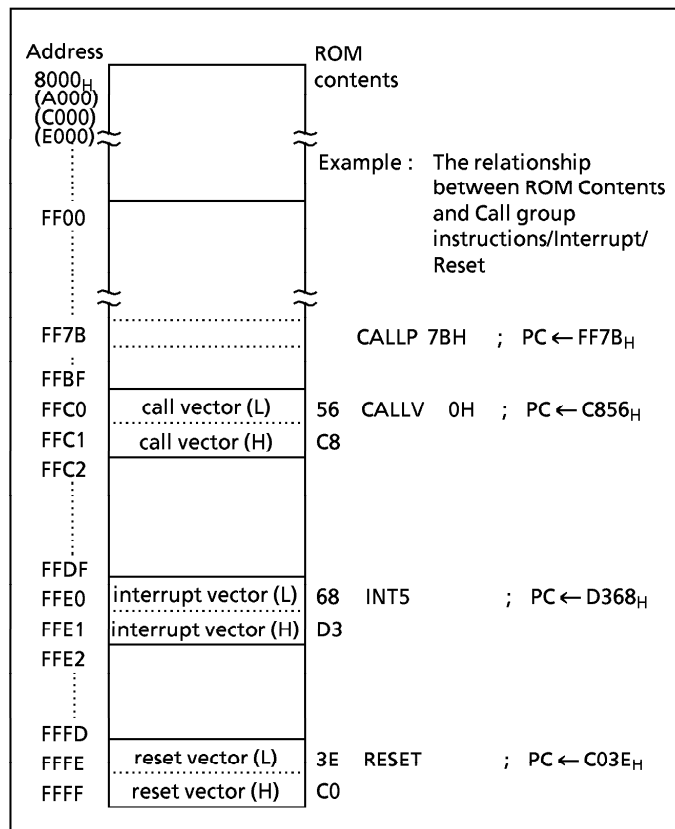 Address
ROM
contents
8000H
(A000)
(C000)
(E000)
Example : The relationship
between ROM Contents
and Call group
instructions/Interrupt/
Reset
FF00
FF7B CALLP 7BH ; PC ← FF7BH
FFBF
FFC0 call vector (L) 56 CALLV 0H ; PC ← C856H
FFC1 call vector (H) C8
FFC2
FFDF
FFE0 interrupt vector (L) 68 INT5 ; PC ← D368H
FFE1 interrupt vector (H) D3
FFE2
FFFD
FFFE reset vector (L) 3E RESET ; PC ← C03EH
FFFF reset vector (H) C0